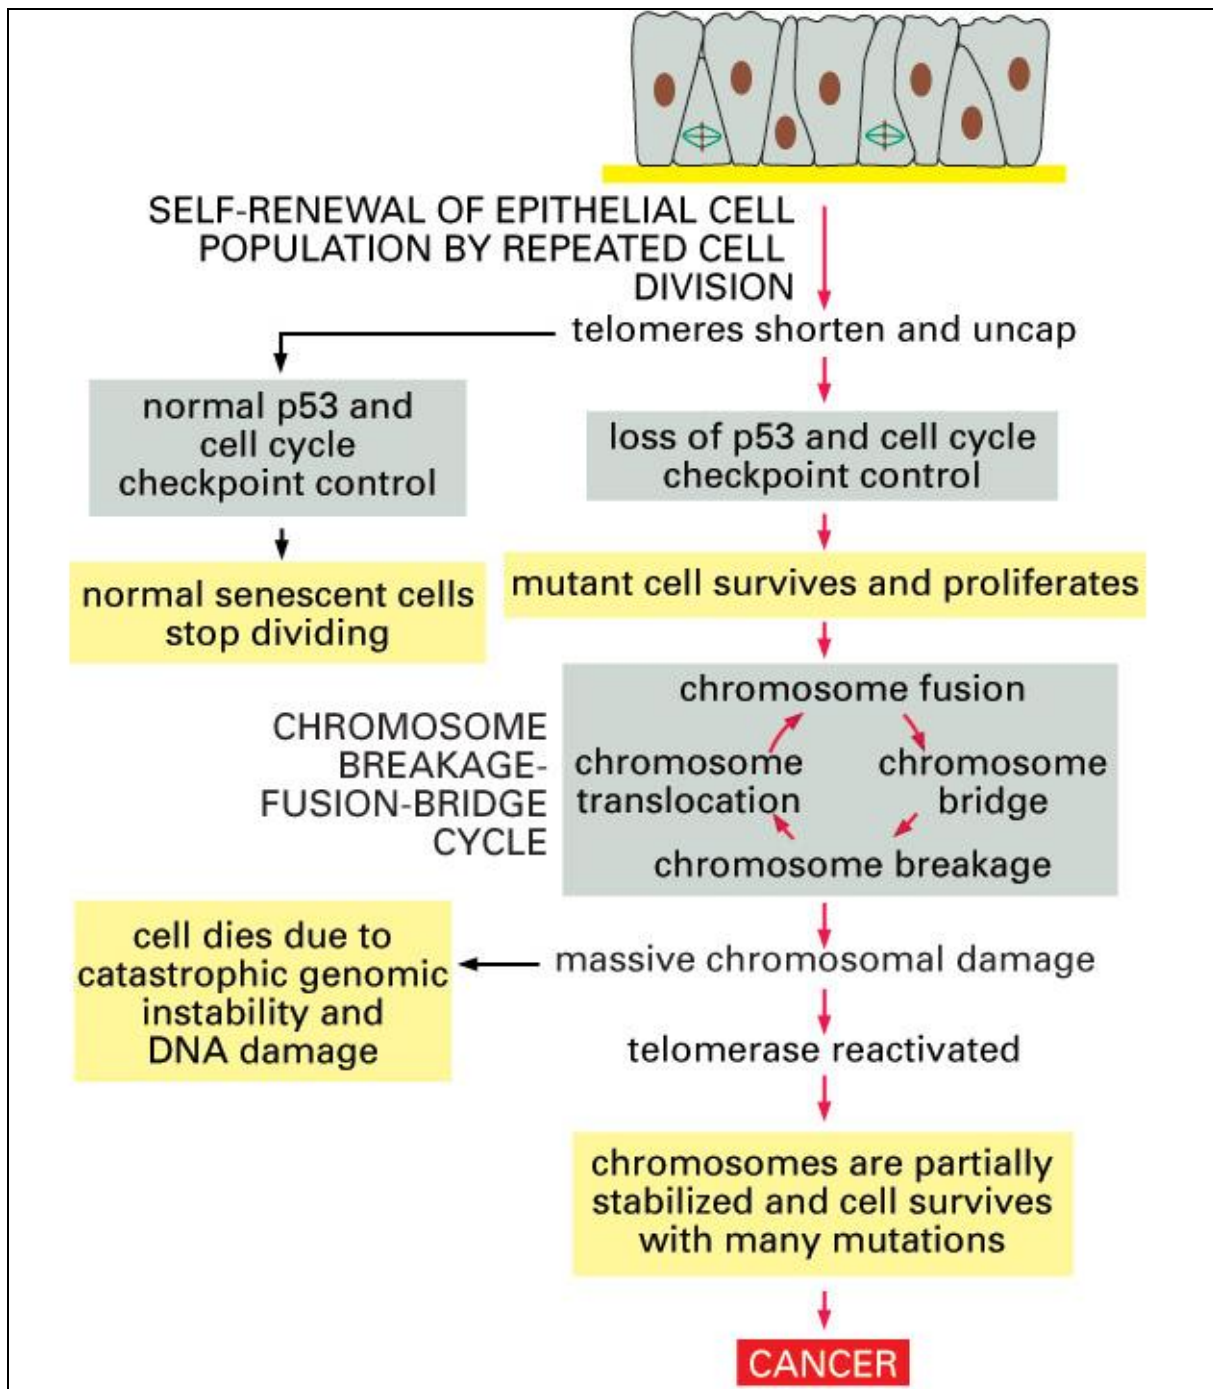 SELF-RENEWAL OF EPITHELIAL CELL
POPULATION BY REPEATED CELL
DIVISION
telomeres shorten and uncap
normal p53 and
cell cycle
checkpoint control
loss of p53 and cell cycle
checkpoint control
normal senescent cells
stop dividing
mutant cell survives and proliferates
CHROMOSOME
BREAKAGE-
FUSION-BRIDGE
CYCLE
chromosome fusion
chromosome
translocation
chromosome
bridge
chromosome breakage
cell dies due to
catastrophic genomic
instability and
DNA damage
massive chromosomal damage
telomerase reactivated
chromosomes are partially
stabilized and cell survives
with many mutations
CANCER